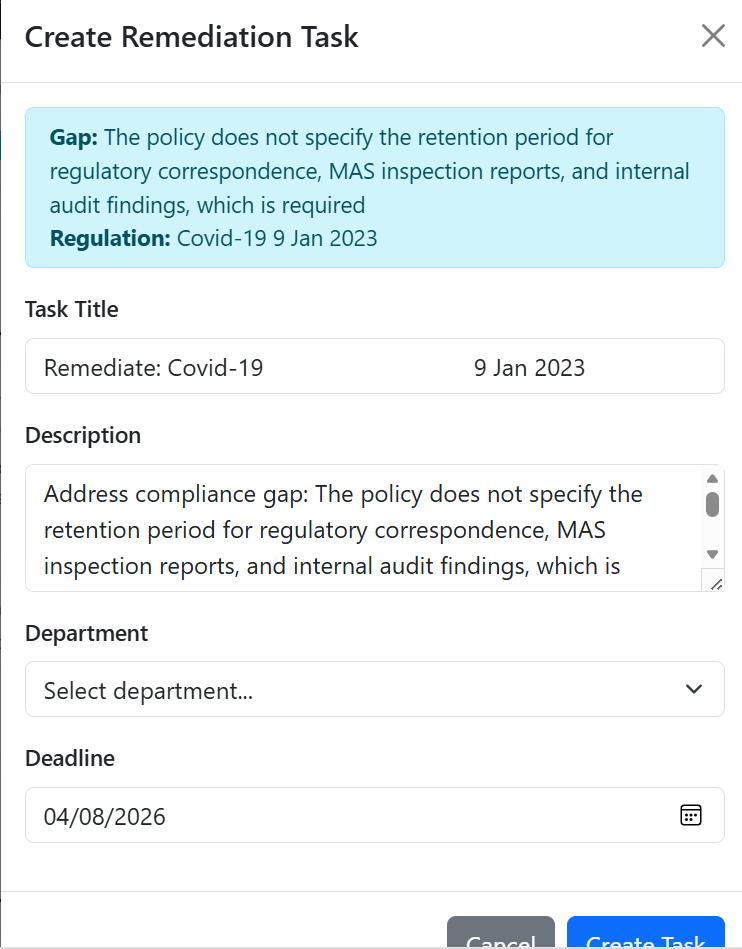 Create Remediation Task
Gap: The policy does not specify the retention period for
regulatory correspondence, MAS inspection reports, and internal
audit findings, which is required
Regulation: Covid-19 9 Jan 2023
Task Title
Remediate: Covid-19 9 Jan 2023
Description
Address compliance gap: The policy does not specify the
retention period for regulatory correspondence, MAS
inspection reports, and internal audit findings, which is
Department
Select department...
Deadline
04/08/2026
Cancel Create Task